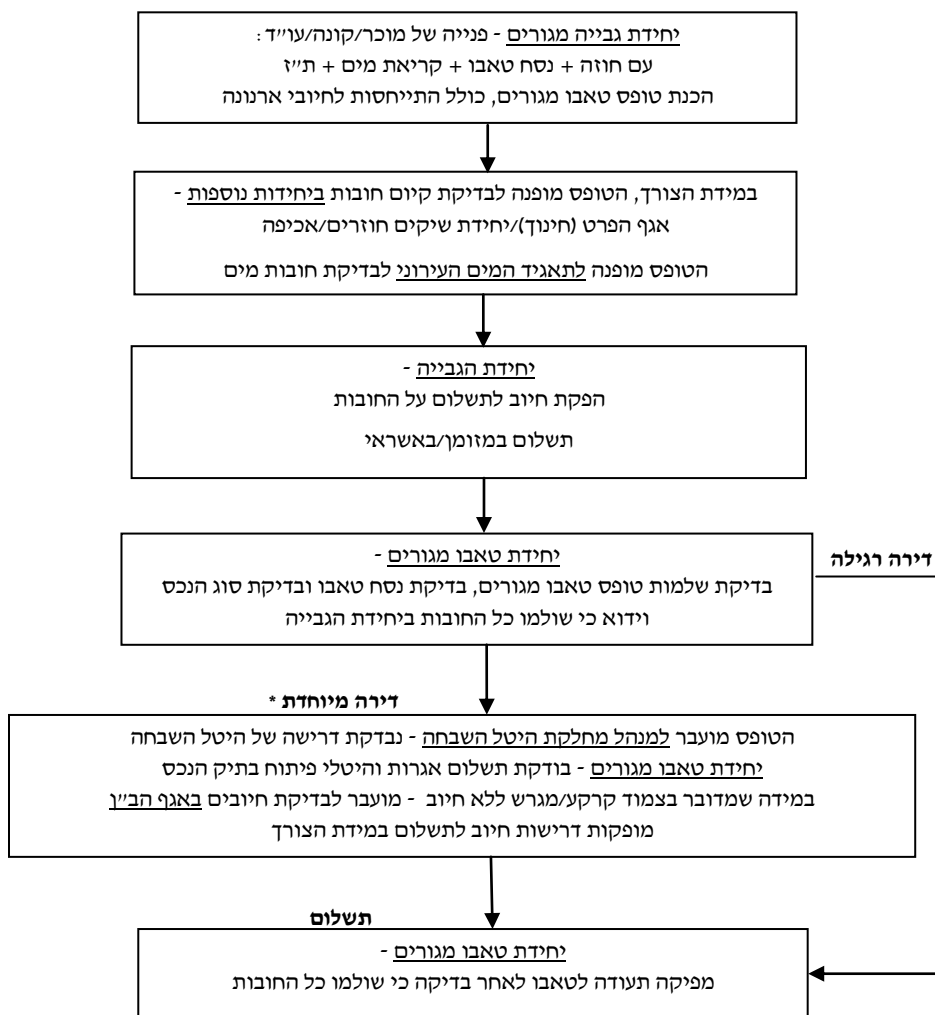 יחידת גבייה מגורים - פנייה של מוכר/קונה/עו"ד:
עם חוזה + נסח טאבו + קריאת מים + ת"ז
הכנת טופס טאבו מגורים, כולל התייחסות לחיובי ארנונה
במידת הצורך, הטופס מופנה לבדיקת קיום חובות ביחידות נוספות -
אגף הפרט (חינוך)/יחידת שיקים חוזרים/אכיפה
הטופס מופנה לתאגיד המים העירוני לבדיקת חובות מים
יחידת הגבייה -
הפקת חיוב לתשלום על החובות
תשלום במזומן/באשראי
יחידת טאבו מגורים -
בדיקת שלמות טופס טאבו מגורים, בדיקת נסח טאבו ובדיקת סוג הנכס
וידוא כי שולמו כל החובות ביחידת הגבייה
דירה רגילה
דירה מיוחדת *
הטופס מועבר למנהל מחלקת היטל השבחה - נבדקת דרישה של היטל השבחה
יחידת טאבו מגורים - בודקת תשלום אגרות והיטלי פיתוח בתיק הנכס
במידה שמדובר בצמוד קרקע/מגרש ללא חיוב - מועבר לבדיקת חיובים באגף הב"ן
מופקות דרישות חיוב לתשלום במידת הצורך
תשלום
יחידת טאבו מגורים -
מפיקה תעודה לטאבו לאחר בדיקה כי שולמו כל החובות